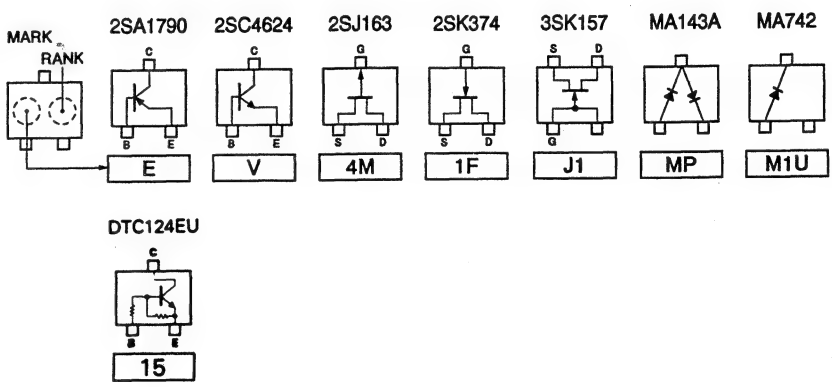 MARK
RANK
2SA1790
C
B E
E
2SC4624
C
B E
V
2SJ163
G
S D
4M
2SK374
G
S D
1F
3SK157
S D
G
J1
MA143A
MP
MA742
M1U
DTC124EU
C
B E
15